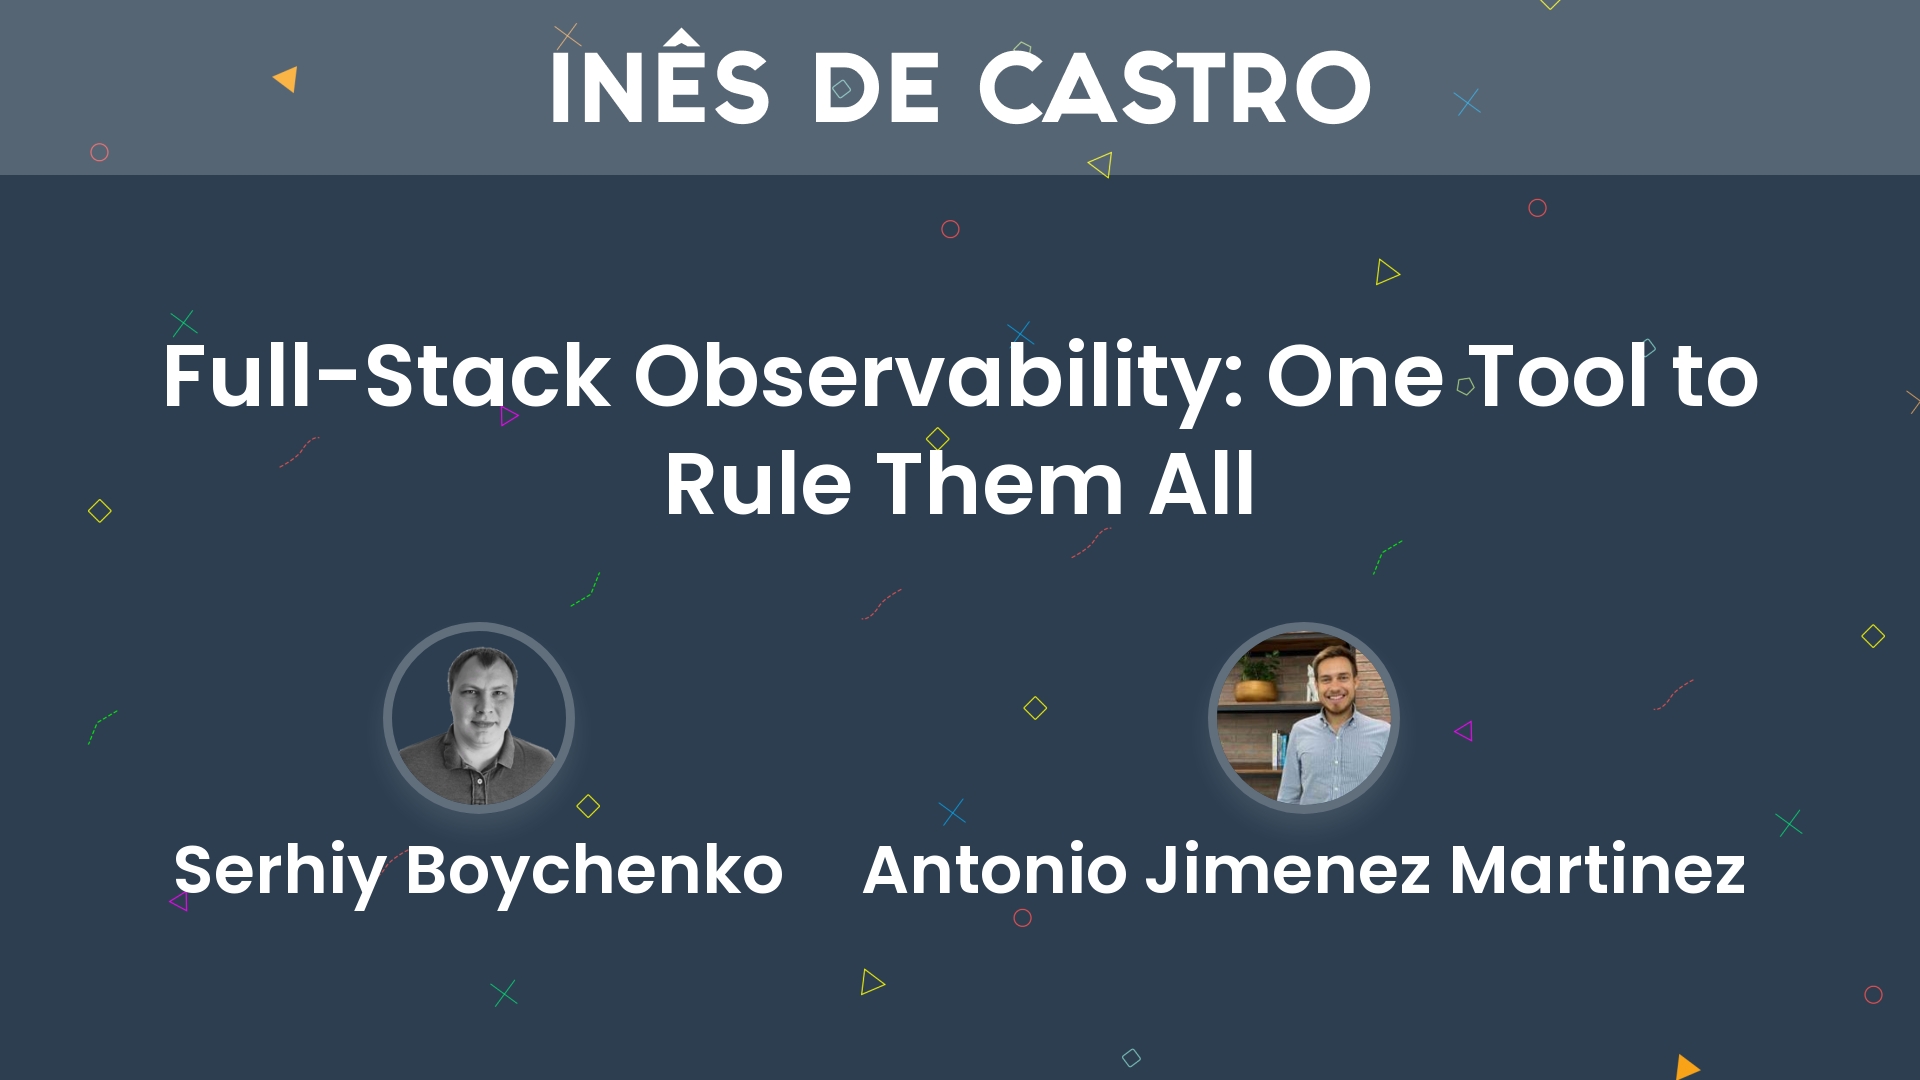 INÊS DE CASTRO
Full-Stack Observability: One Tool to
Rule Them All
Serhiy Boychenko
Antonio Jimenez Martinez